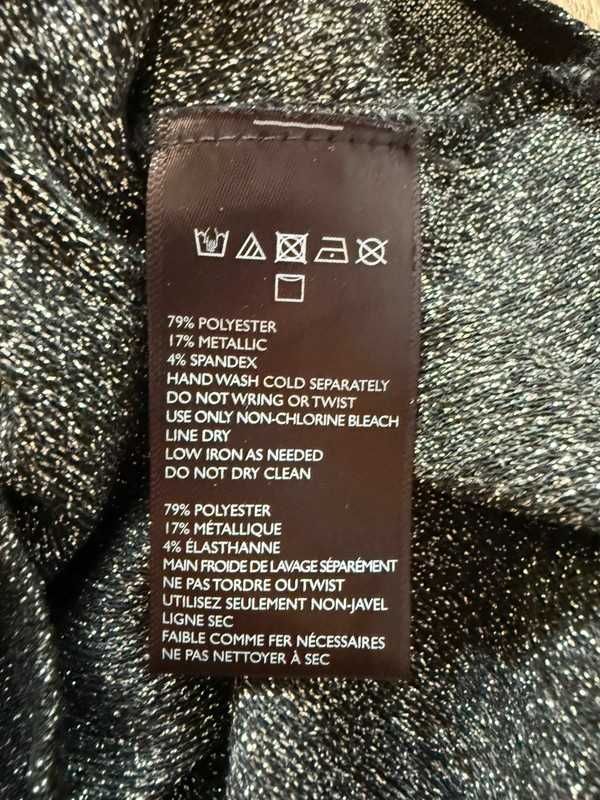 79% POLYESTER
17% METALLIC
4% SPANDEX
HAND WASH COLD SEPARATELY
DO NOT WRING OR TWIST
USE ONLY NON-CHLORINE BLEACH
LINE DRY
LOW IRON AS NEEDED
DO NOT DRY CLEAN
79% POLYESTER
17% MÉTALLIQUE
4% ÉLASTHANNE
MAIN FROIDE DE LAVAGE SÉPARÉMENT
NE PAS TORDRE OU TWIST
UTILISEZ SEULEMENT NON-JAVEL
LIGNE SEC
FAIBLE COMME FER NÉCESSAIRES
NE PAS NETTOYER À SEC